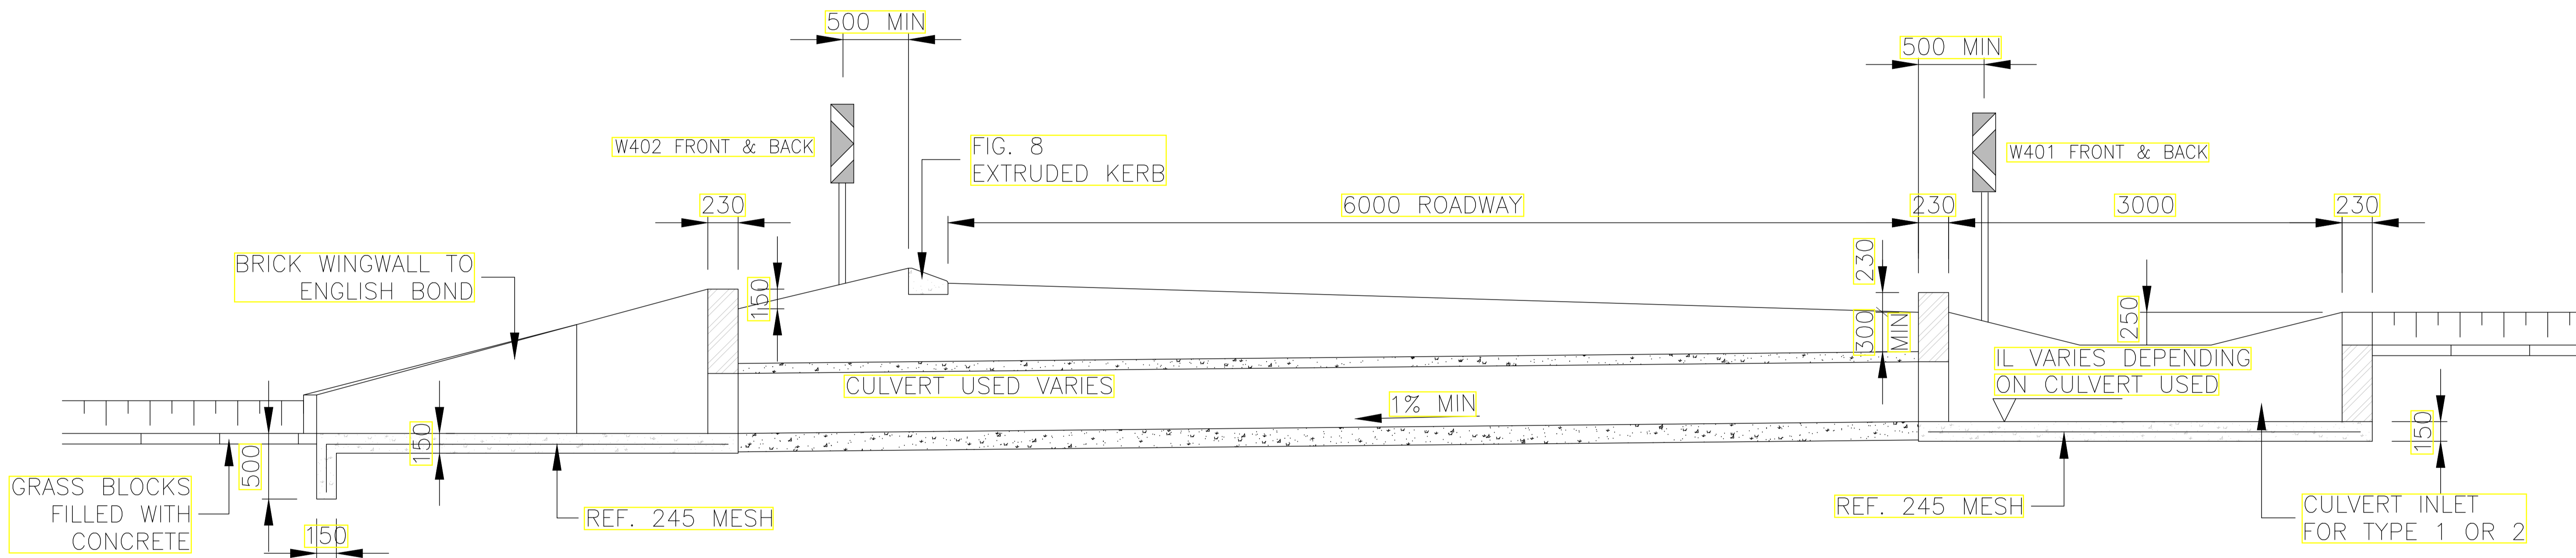 500 MIN
500 MIN
W402 FRONT & BACK
FIG. 8
EXTRUDED KERB
W401 FRONT & BACK
230
6000 ROADWAY
230
3000
230
BRICK WINGWALL TO
ENGLISH BOND
150
230
300
MIN
250
IL VARIES DEPENDING
ON CULVERT USED
CULVERT USED VARIES
1% MIN
150
500
150
GRASS BLOCKS
FILLED WITH
CONCRETE
150
REF. 245 MESH
REF. 245 MESH
CULVERT INLET
FOR TYPE 1 OR 2